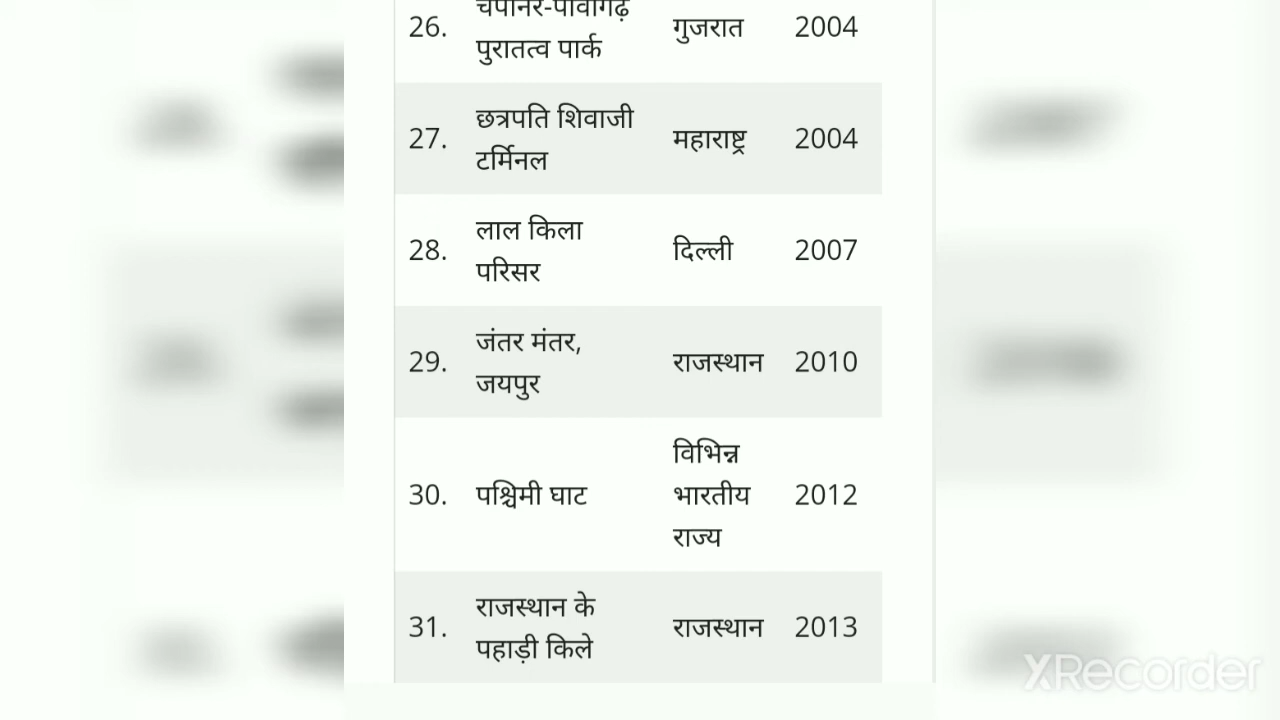 26. चंपानेर-पावागढ़ गुजरात 2004
पुरातत्व पार्क
27. छत्रपति शिवाजी महाराष्ट्र 2004
टर्मिनल
28. लाल किला दिल्ली 2007
परिसर
29. जंतर मंतर, राजस्थान 2010
जयपुर
30. पश्चिमी घाट विभिन्न भारतीय राज्य 2012
31. राजस्थान के राजस्थान 2013
पहाड़ी किले
XRecorder